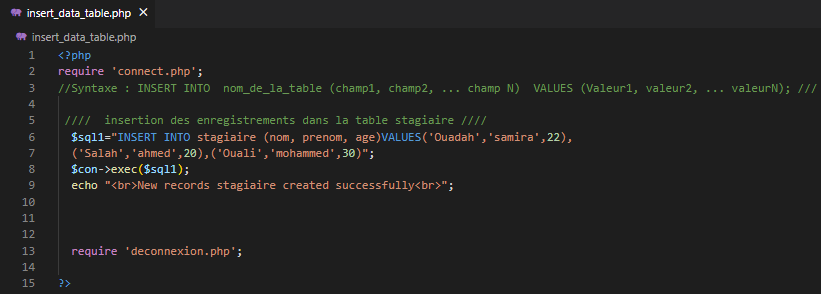 insert_data_table.php ×
insert_data_table.php
1 <?php
2 require 'connect.php';
3 //Syntaxe : INSERT INTO  nom_de_la_table (champ1, champ2, ... champ N)  VALUES (Valeur1, valeur2, ... valeurN); ///
4
5 ////  insertion des enregistrements dans la table stagiaire ////
6 $sql1="INSERT INTO stagiaire (nom, prenom, age)VALUES('Ouadah','samira',22),
7 ('Salah','ahmed',20),('Ouali','mohammed',30)";
8 $con->exec($sql1);
9 echo "<br>New records stagiaire created successfully<br>";
10
11
12
13 require 'deconnexion.php';
14
15 ?>